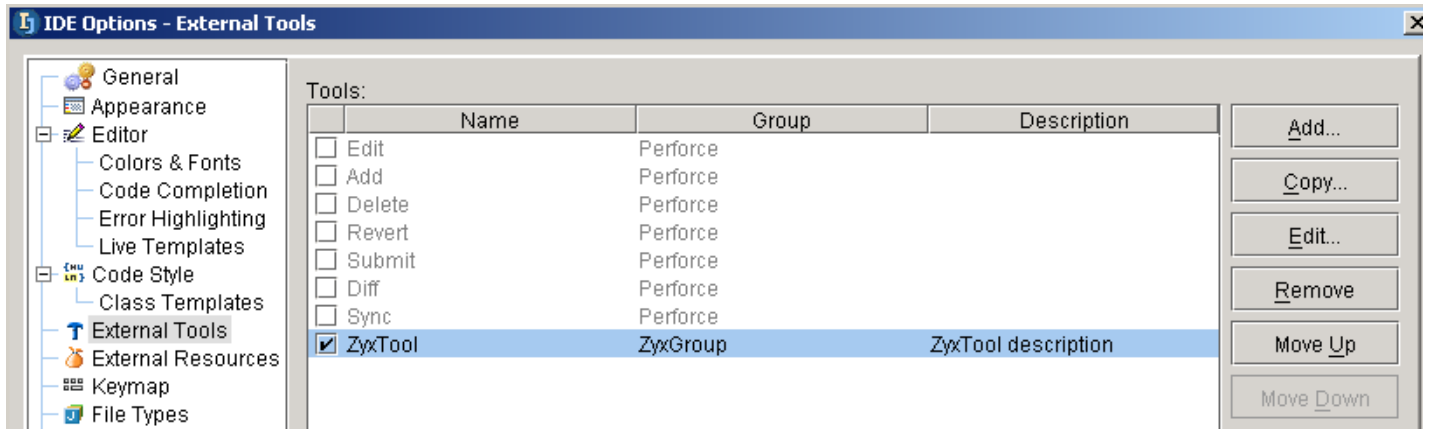 IDE Options - External Tools
General
Appearance
Editor
Colors & Fonts
Code Completion
Error Highlighting
Live Templates
Code Style
Class Templates
External Tools
External Resources
Keymap
File Types
Tools:
Name Group Description
Edit Perforce
Add Perforce
Delete Perforce
Revert Perforce
Submit Perforce
Diff Perforce
Sync Perforce
ZyxTool ZyxGroup ZyxTool description
Add...
Copy...
Edit...
Remove
Move Up
Move Down